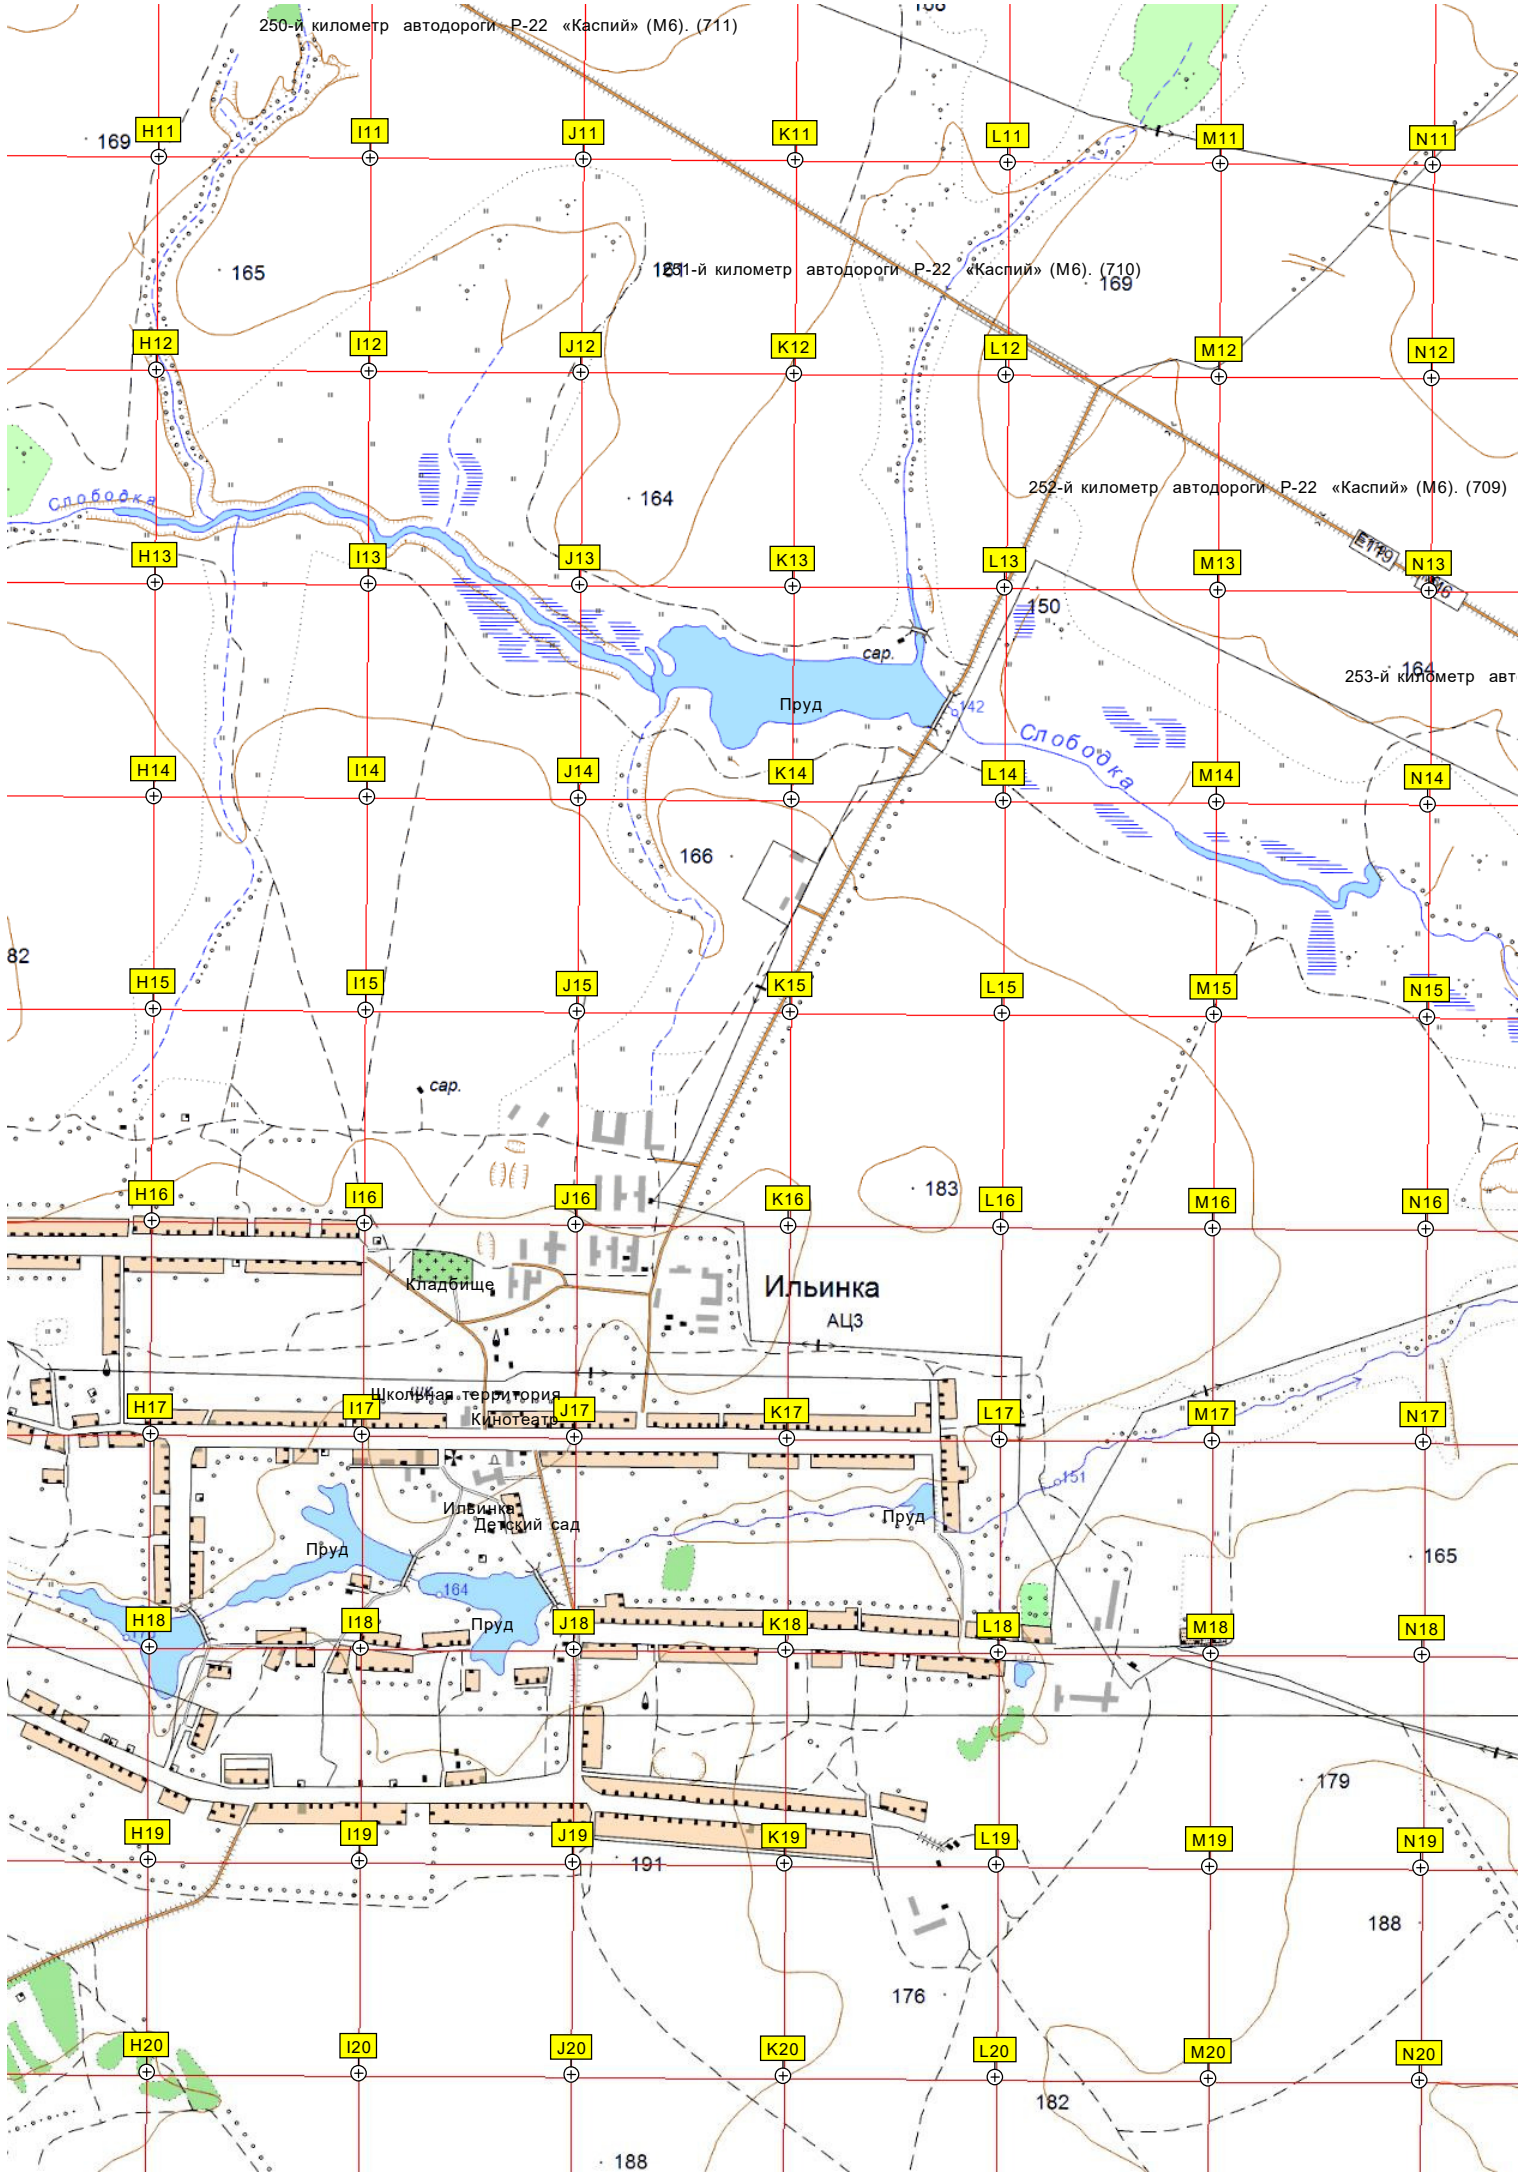 168
250-й километр автодороги Р-22 «Каспий» (М6). (711)
169
H11 I11 J11 K11 L11 M11 N11
165
251-й километр автодороги Р-22 «Каспий» (М6). (710)
169
H12 I12 J12 K12 L12 M12 N12
164
252-й километр автодороги Р-22 «Каспий» (М6). (709)
Слободка
H13 I13 J13 K13 L13 M13 N13
150
сар.
164
253-й километр авт
Пруд
142
Слободка
H14 I14 J14 K14 L14 M14 N14
166
82
H15 I15 J15 K15 L15 M15 N15
сар.
183
H16 I16 J16 K16 L16 M16 N16
Кладбище
Ильинка
АЦЗ
Школьная территория
Кинотеатр
H17 I17 J17 K17 L17 M17 N17
151
Ильинка
Детский сад
Пруд
Пруд
165
164
Пруд
H18 I18 J18 K18 L18 M18 N18
179
H19 I19 J19 K19 L19 M19 N19
191
188
176
H20 I20 J20 K20 L20 M20 N20
182
188